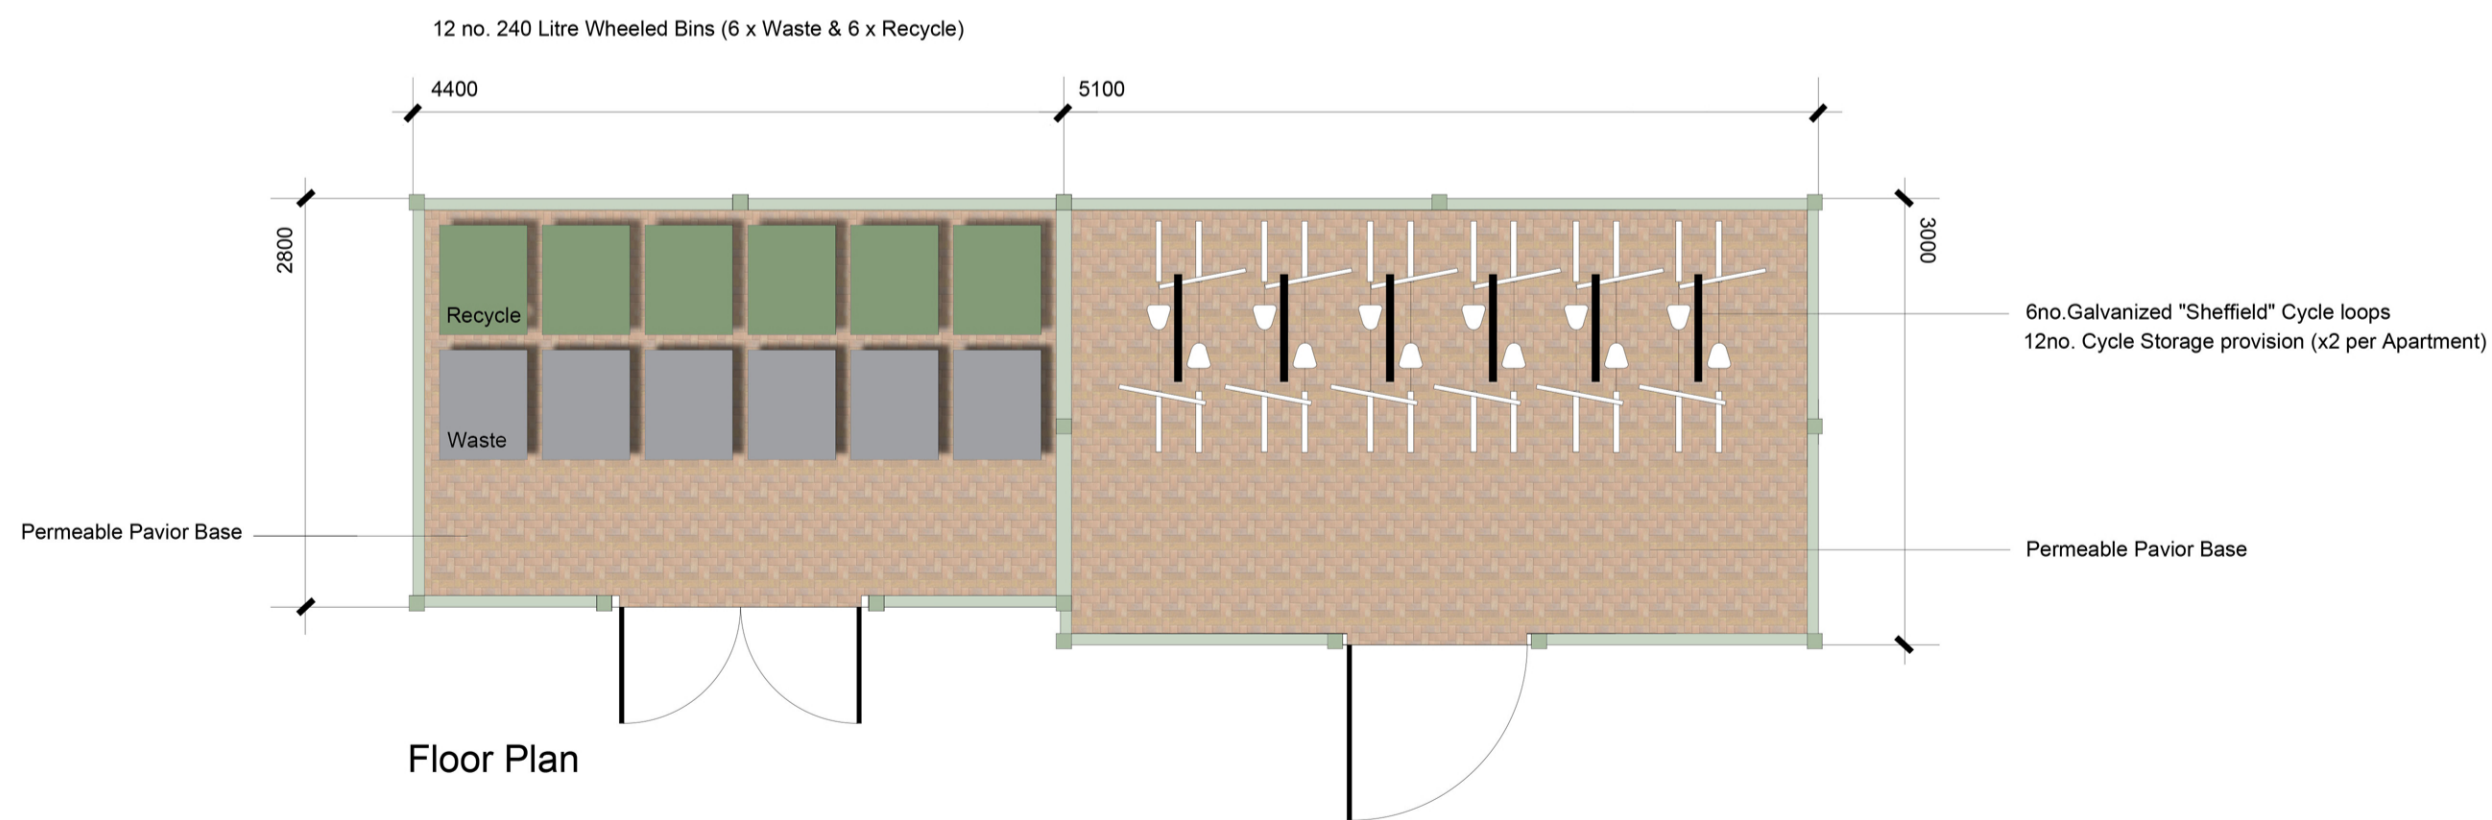 12 no. 240 Litre Wheeled Bins (6 x Waste & 6 x Recycle)
4400
5100
2800
3000
Recycle
Waste
6no.Galvanized "Sheffield" Cycle loops
12no. Cycle Storage provision (x2 per Apartment)
Permeable Pavior Base
Permeable Pavior Base
Floor Plan